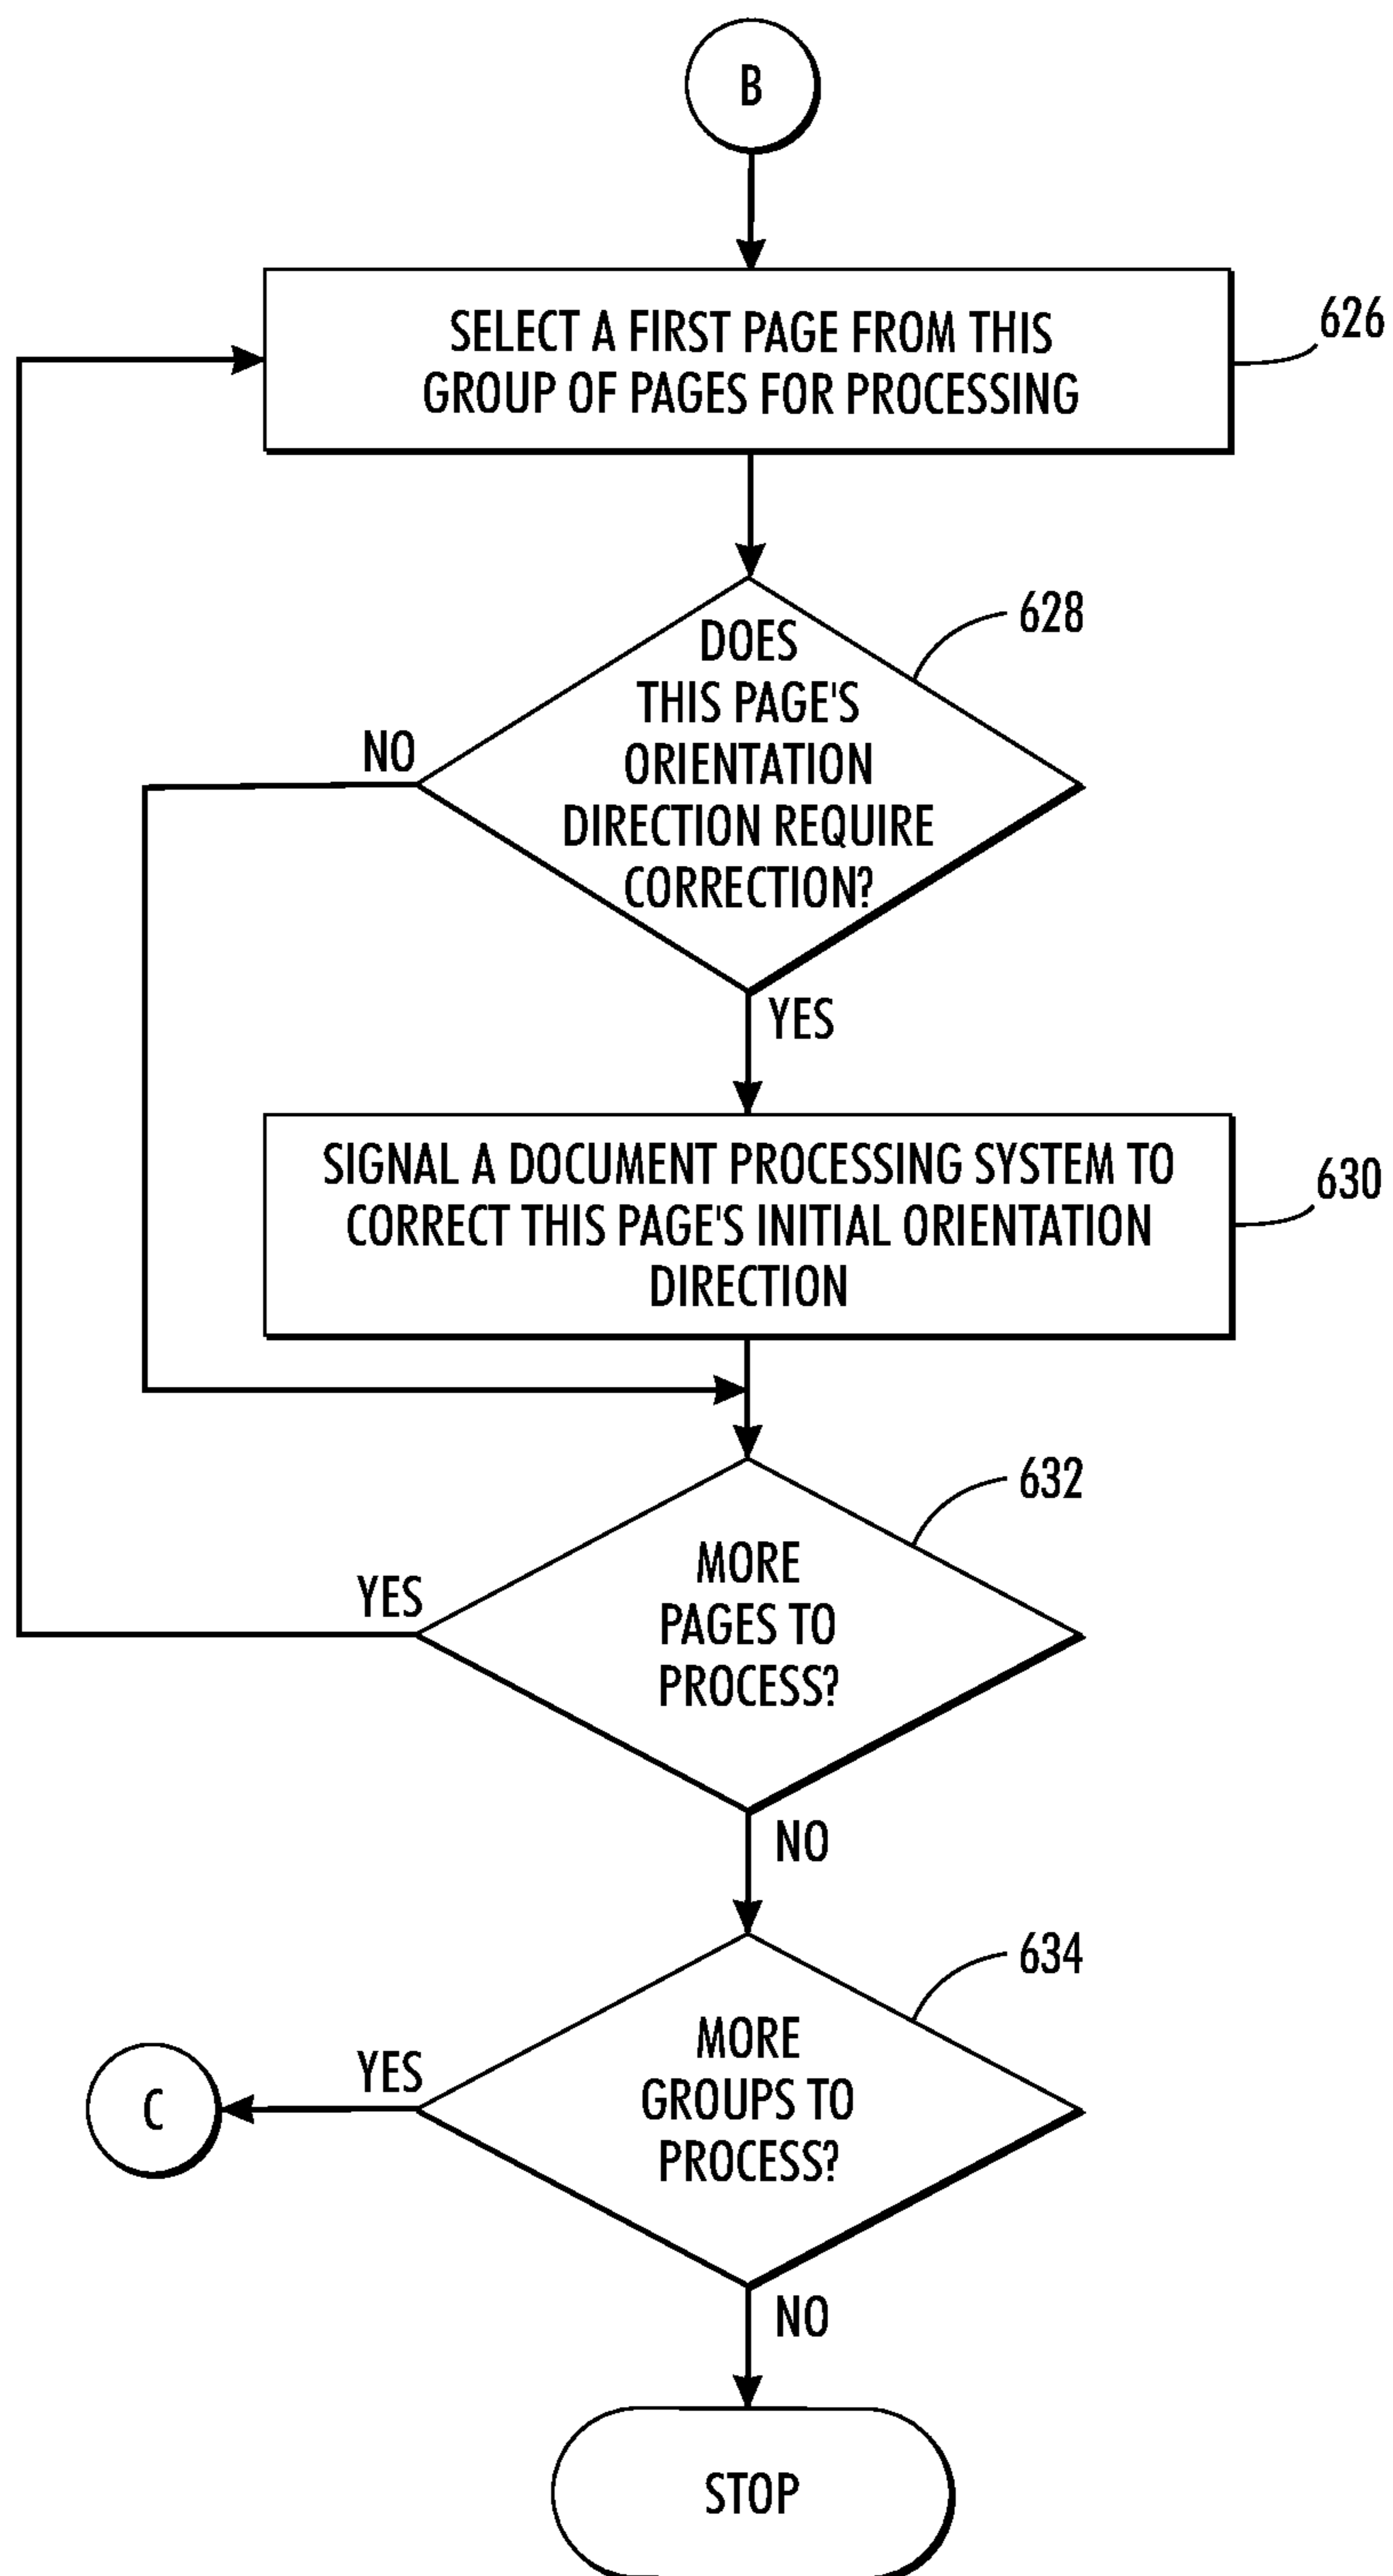 B
SELECT A FIRST PAGE FROM THIS
GROUP OF PAGES FOR PROCESSING
626
DOES
THIS PAGE'S
ORIENTATION
DIRECTION REQUIRE
CORRECTION?
628
NO
YES
SIGNAL A DOCUMENT PROCESSING SYSTEM TO
CORRECT THIS PAGE'S INITIAL ORIENTATION
DIRECTION
630
MORE
PAGES TO
PROCESS?
632
YES
NO
MORE
GROUPS TO
PROCESS?
634
YES
C
NO
STOP